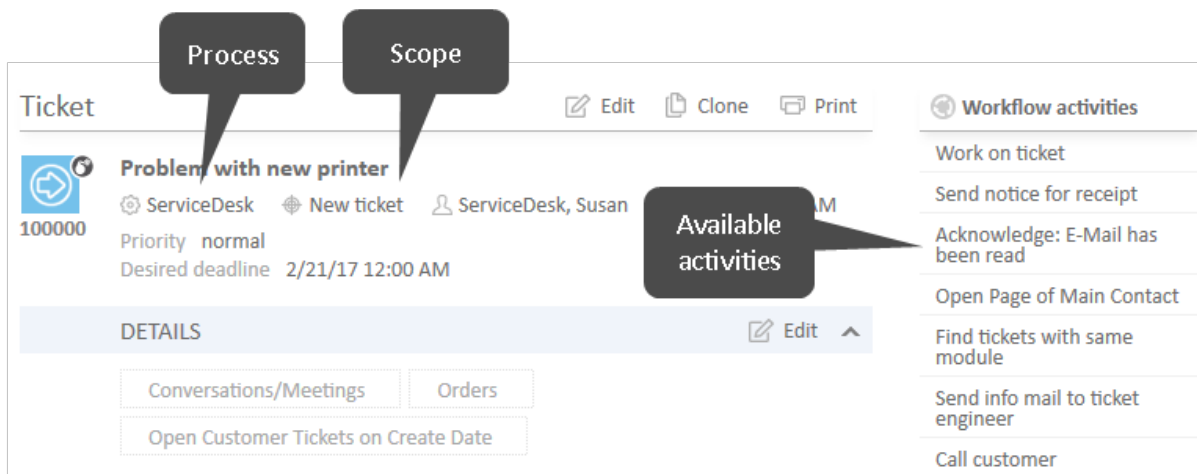 Process
Scope
Ticket
Edit
Clone
Print
Workflow activities
Problem with new printer
Work on ticket
ServiceDesk
New ticket
ServiceDesk, Susan
AM
Send notice for receipt
100000
Priority normal
Available
activities
Acknowledge: E-Mail has
been read
Desired deadline 2/21/17 12:00 AM
Open Page of Main Contact
DETAILS
Edit
Find tickets with same
module
Conversations/Meetings
Orders
Send info mail to ticket
engineer
Open Customer Tickets on Create Date
Call customer